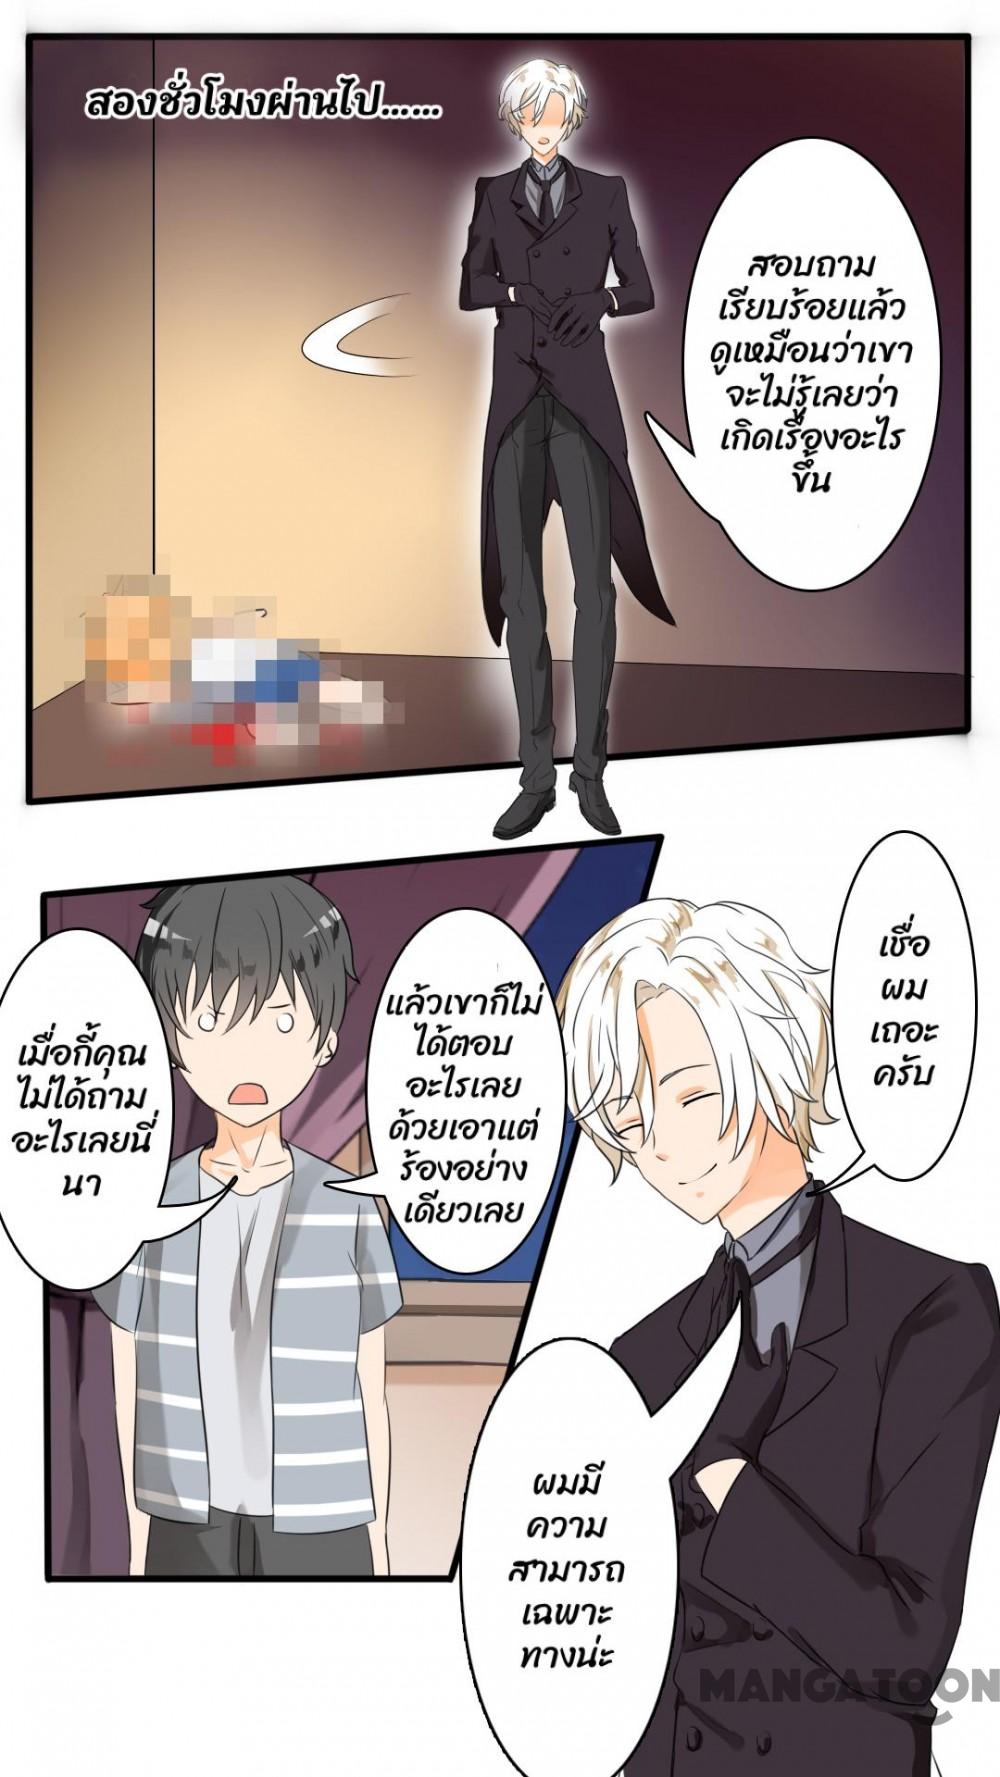 สองชั่วโมงผ่านไป......
สอบถาม
เรียบร้อยแล้ว
ดูเหมือนว่าเขา
จะไม่รู้เลยว่า
เกิดเรื่องอะไร
ขึ้น
เมื่อกี้คุณ
ไม่ได้ถาม
อะไรเลยนี่
นา
แล้วเขาก็ไม่
ได้ตอบ
อะไรเลย
ด้วยเอาแต่
ร้องอย่าง
เดียวเลย
เชื่อ
ผม
เถอะ
ครับ
ผมมี
ความ
สามารถ
เฉพาะ
ทางน่ะ
MANGATOON